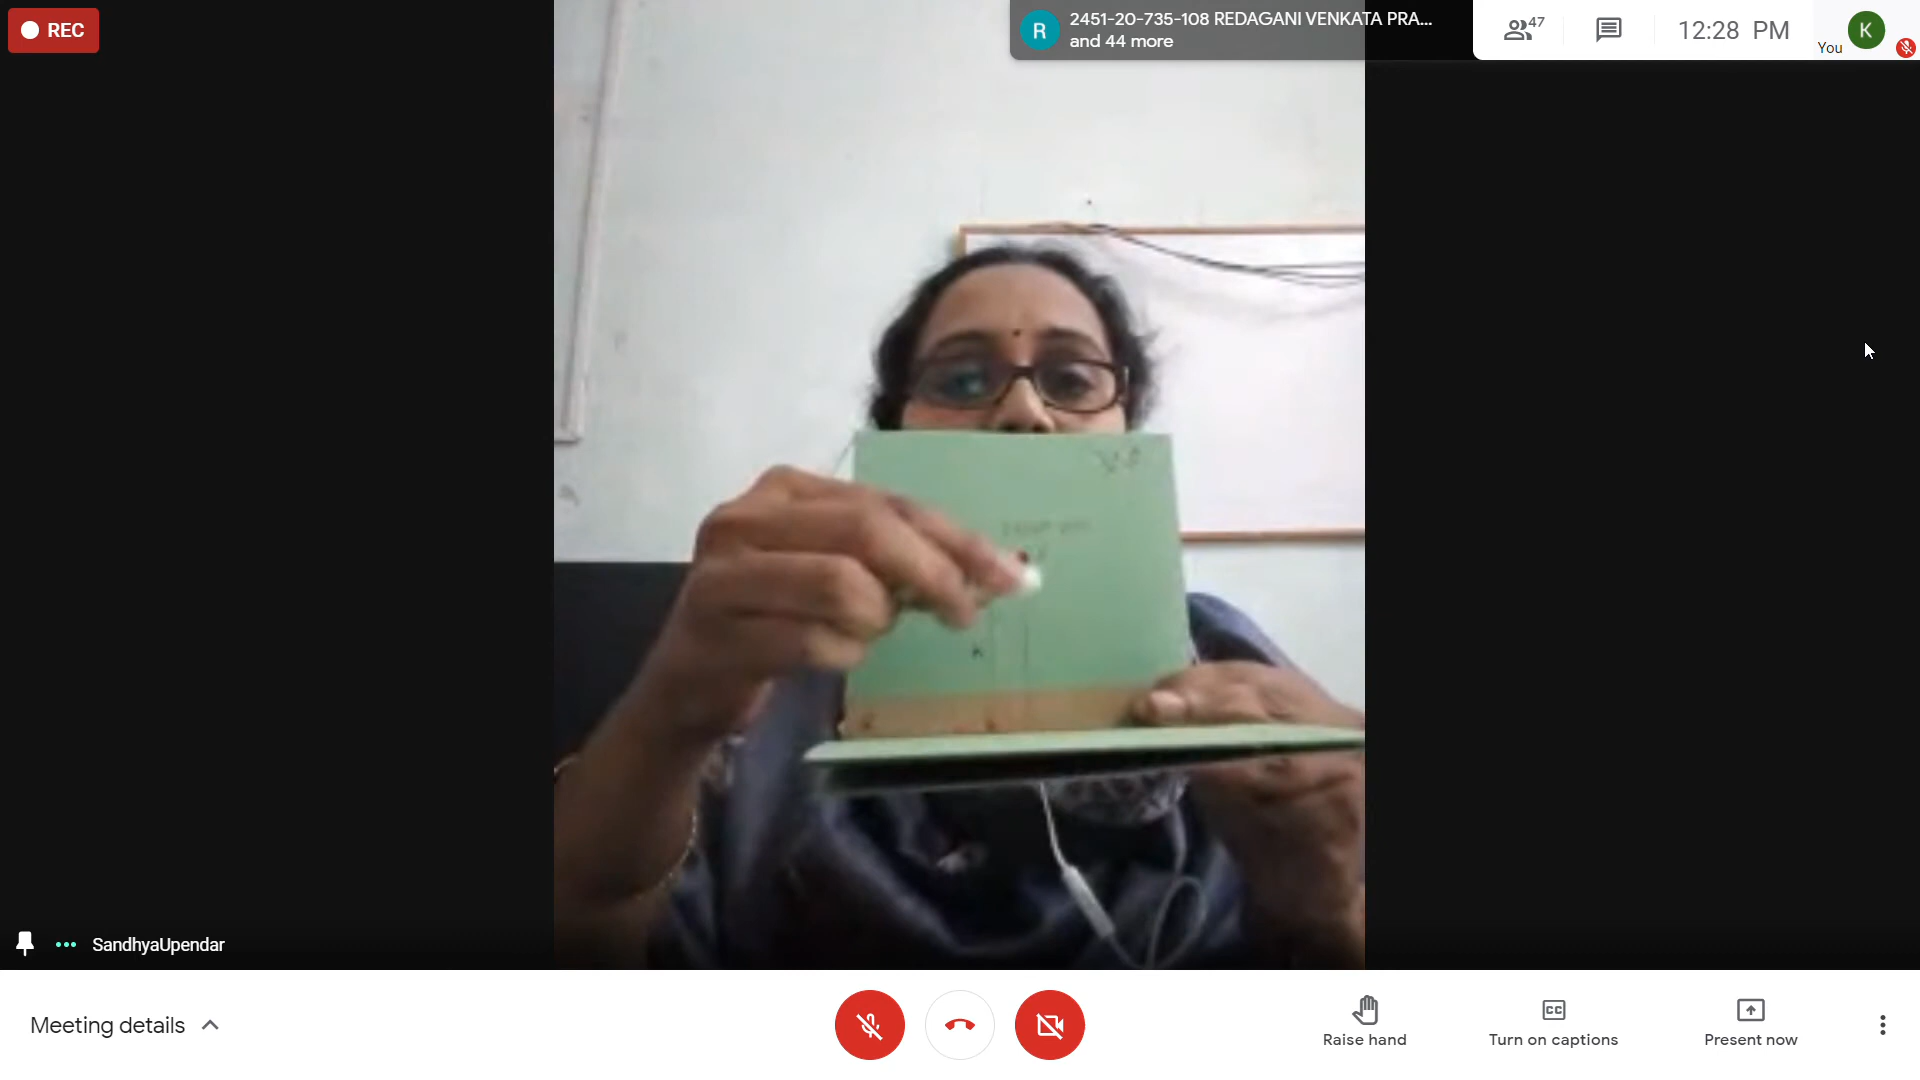 REC
R
2451-20-735-108 REDAGANI VENKATA PRA...
and 44 more
47
12:28 PM
You
K
SandhyaUpendar
Meeting details
Raise hand
CC
Turn on captions
Present now